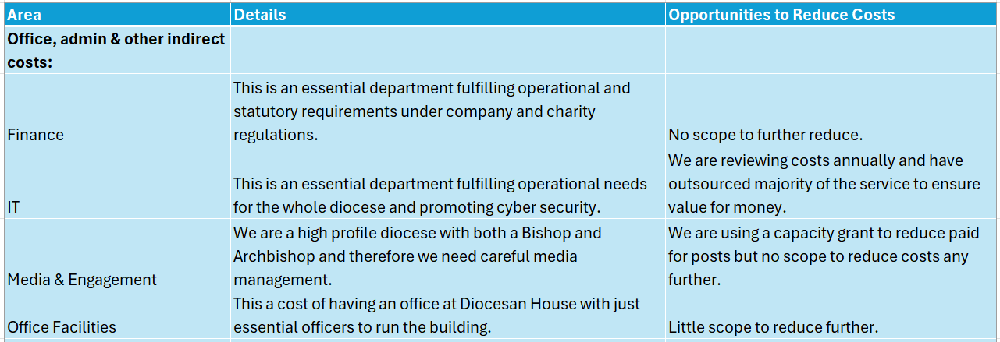 Area Details Opportunities to Reduce Costs
Office, admin & other indirect
costs:
Finance
This is an essential department fulfilling operational and
statutory requirements under company and charity
regulations.
No scope to further reduce.
IT
This is an essential department fulfilling operational needs
for the whole diocese and promoting cyber security.
We are reviewing costs annually and have
outsourced majority of the service to ensure
value for money.
Media & Engagement
We are a high profile diocese with both a Bishop and
Archbishop and therefore we need careful media
management.
We are using a capacity grant to reduce paid
for posts but no scope to reduce costs any
further.
Office Facilities
This a cost of having an office at Diocesan House with just
essential officers to run the building.
Little scope to reduce further.